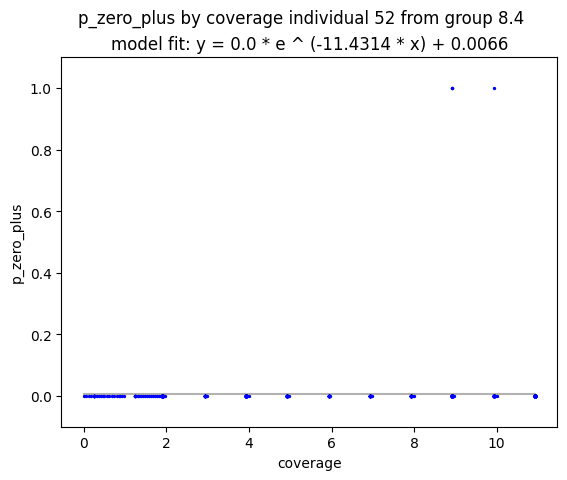 p_zero_plus by coverage individual 52 from group 8.4
model fit: y = 0.0 * e ^ (-11.4314 * x) + 0.0066
1.0
0.8
0.6
0.4
0.2
0.0
p_zero_plus
0 2 4 6 8 10
coverage